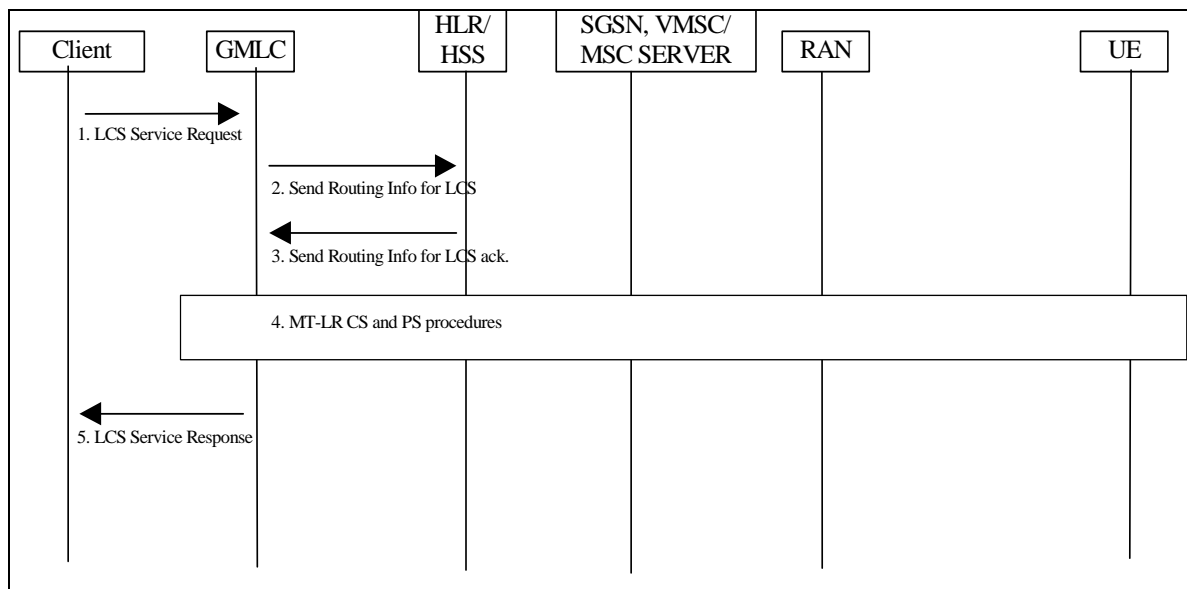 Client
GMLC
HLR/
HSS
SGSN, VMSC/
MSC SERVER
RAN
UE
1. LCS Service Request
2. Send Routing Info for LCS
3. Send Routing Info for LCS ack.
4. MT-LR CS and PS procedures
5. LCS Service Response